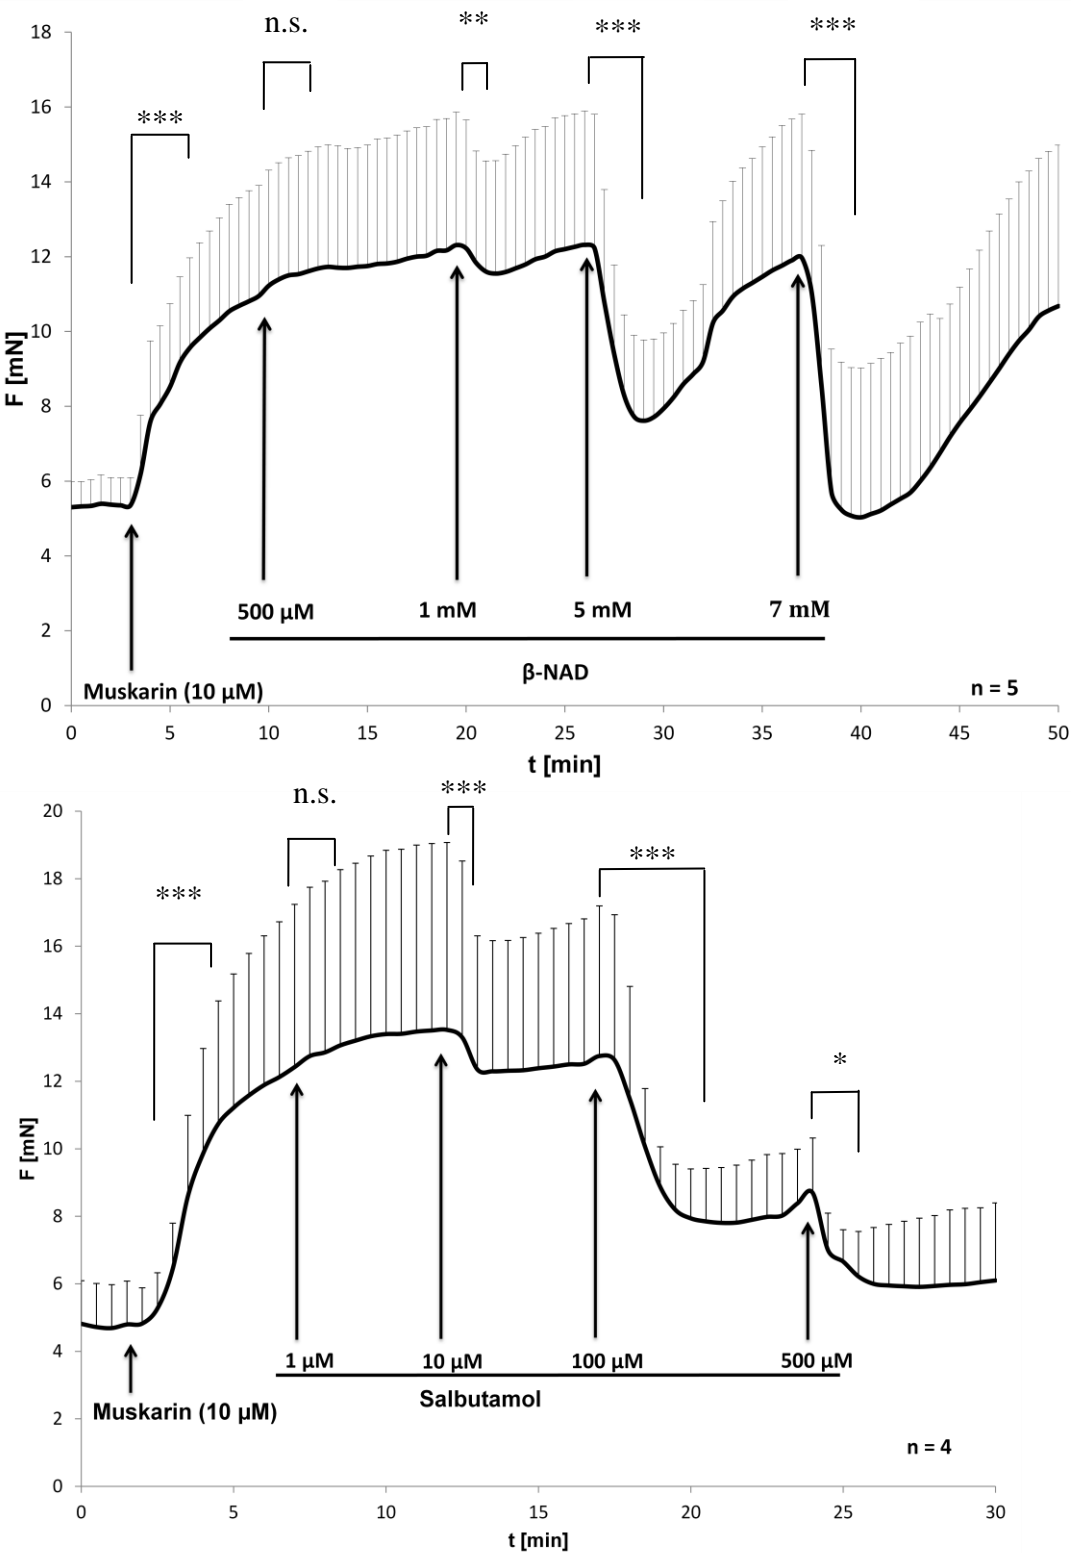 n.s.
**
***
***
***
18
16
14
12
10
8
6
4
2
0
F [mN]
500 µM
1 mM
5 mM
7 mM
β-NAD
Muskarin (10 µM)
n = 5
0 5 10 15 20 25 30 35 40 45 50
t [min]
n.s.
***
***
***
*
20
18
16
14
12
10
8
6
4
2
0
F [mN]
1 µM
10 µM
100 µM
500 µM
Salbutamol
Muskarin (10 µM)
n = 4
0 5 10 15 20 25 30
t [min]